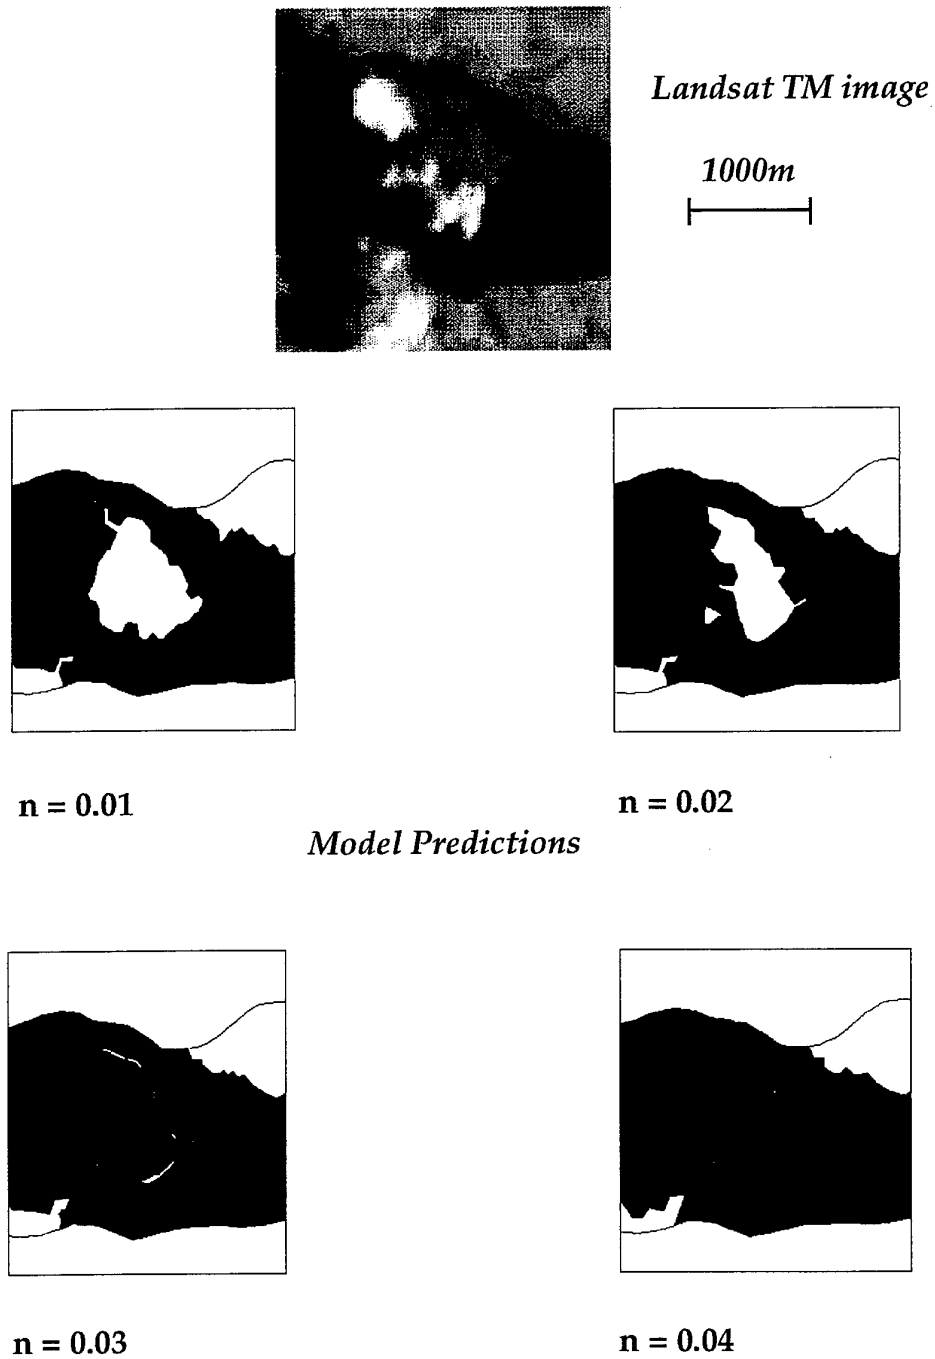 Landsat TM image
1000m
n = 0.01
n = 0.02
Model Predictions
n = 0.03
n = 0.04